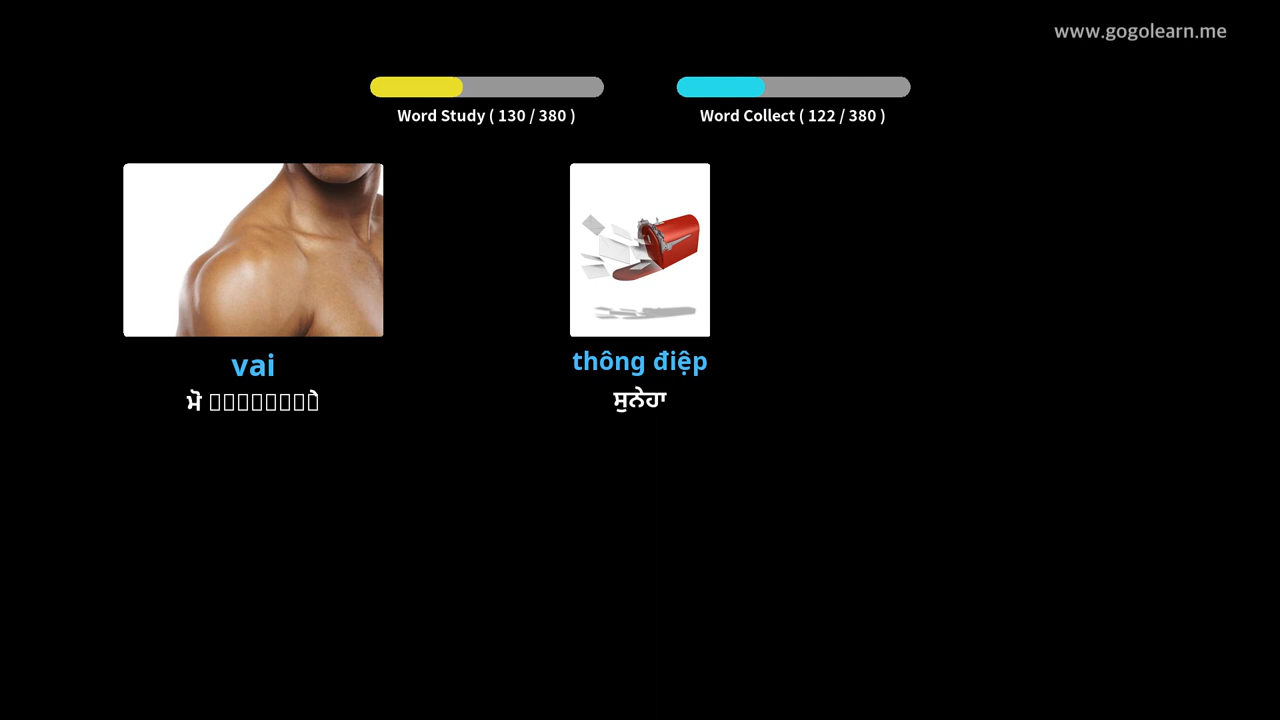 www.gogolearn.me
Word Study ( 130 / 380 )
Word Collect ( 122 / 380 )
vai
thông điệp
ਮੋ
ਸੁਨੇਹਾ